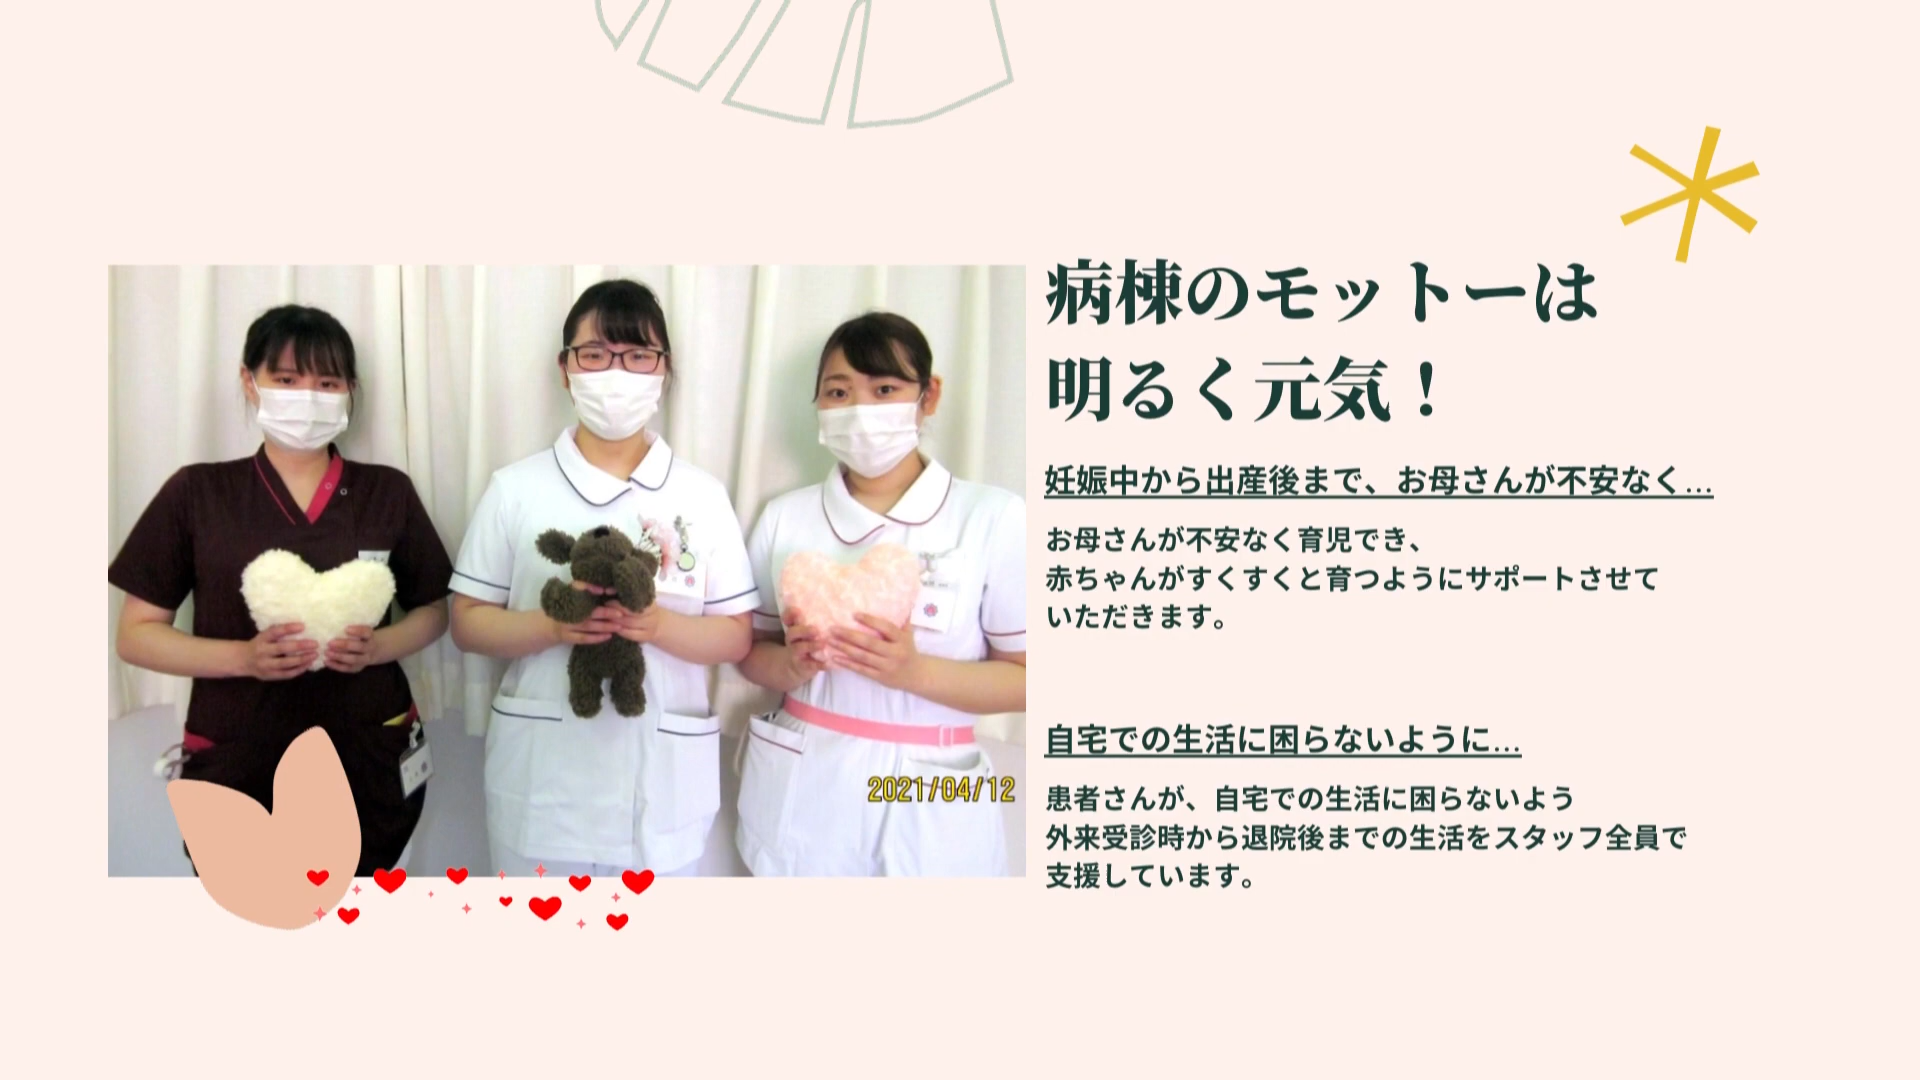 病棟のモットーは
明るく元気！
妊娠中から出産後まで、お母さんが不安なく…
お母さんが不安なく育児でき、
赤ちゃんがすくすくと育つようにサポートさせて
いただきます。
自宅での生活に困らないように…
患者さんが、自宅での生活に困らないよう
外来受診時から退院後までの生活をスタッフ全員で
支援しています。
2021/04/12